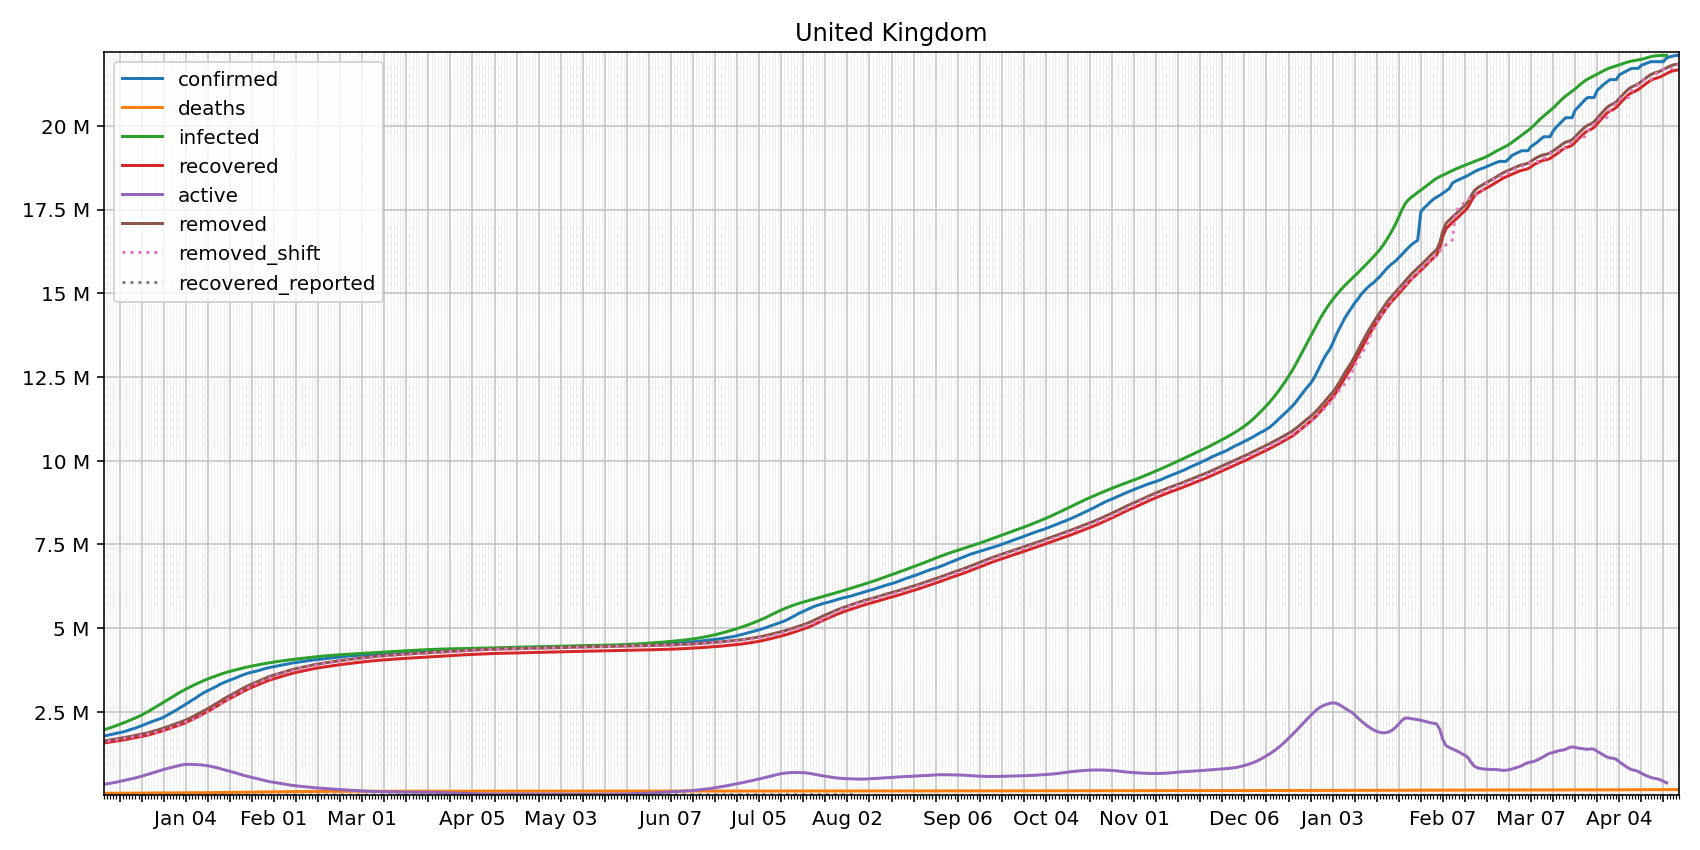 United Kingdom
confirmed
deaths
infected
recovered
active
removed
removed_shift
recovered_reported
20 M
17.5 M
15 M
12.5 M
10 M
7.5 M
5 M
2.5 M
Jan 04 Feb 01 Mar 01 Apr 05 May 03 Jun 07 Jul 05 Aug 02 Sep 06 Oct 04 Nov 01 Dec 06 Jan 03 Feb 07 Mar 07 Apr 04